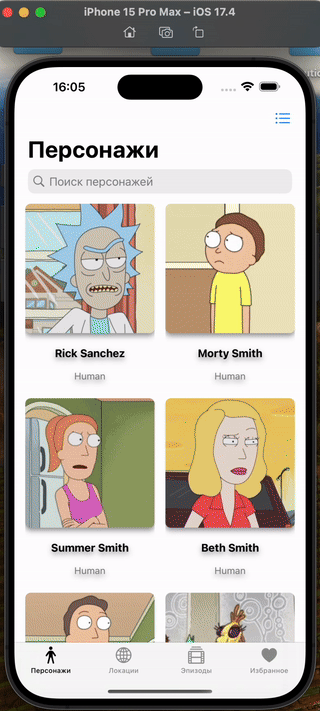 iPhone 15 Pro Max – iOS 17.4
16:05
Персонажи
Поиск персонажей
Rick Sanchez
Morty Smith
Human
Human
Summer Smith
Beth Smith
Human
Human
Персонажи
Локации
Эпизоды
Избранное